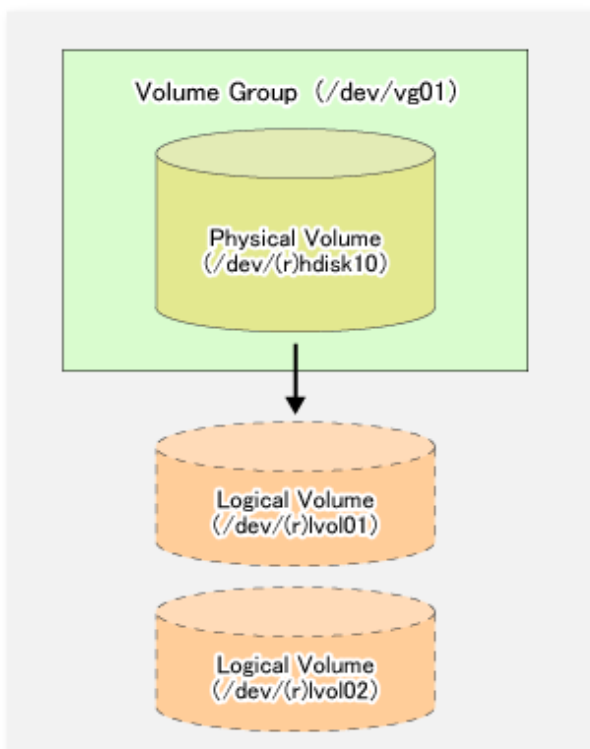 Volume Group (/dev/vg01)
Physical Volume
(/dev/(r)hdisk10)
Logical Volume
(/dev/(r)lvol01)
Logical Volume
(/dev/(r)lvol02)